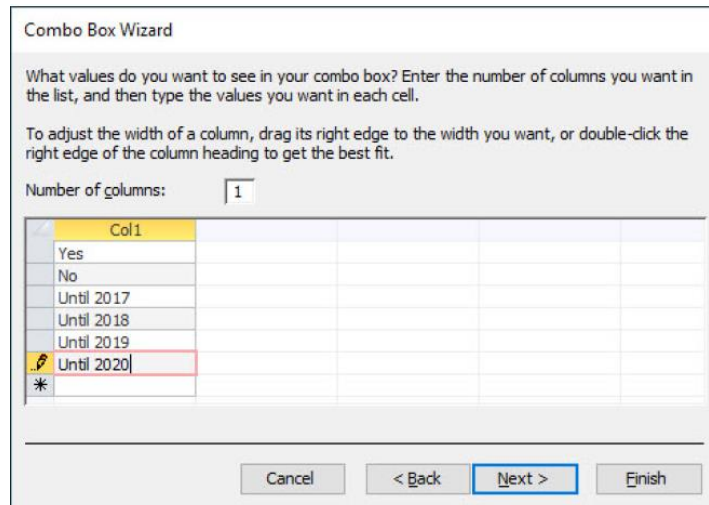 Combo Box Wizard
What values do you want to see in your combo box? Enter the number of columns you want in
the list, and then type the values you want in each cell.
To adjust the width of a column, drag its right edge to the width you want, or double-click the
right edge of the column heading to get the best fit.
Number of columns: 1
Col1
Yes
No
Until 2017
Until 2018
Until 2019
Until 2020
Cancel < Back Next > Finish